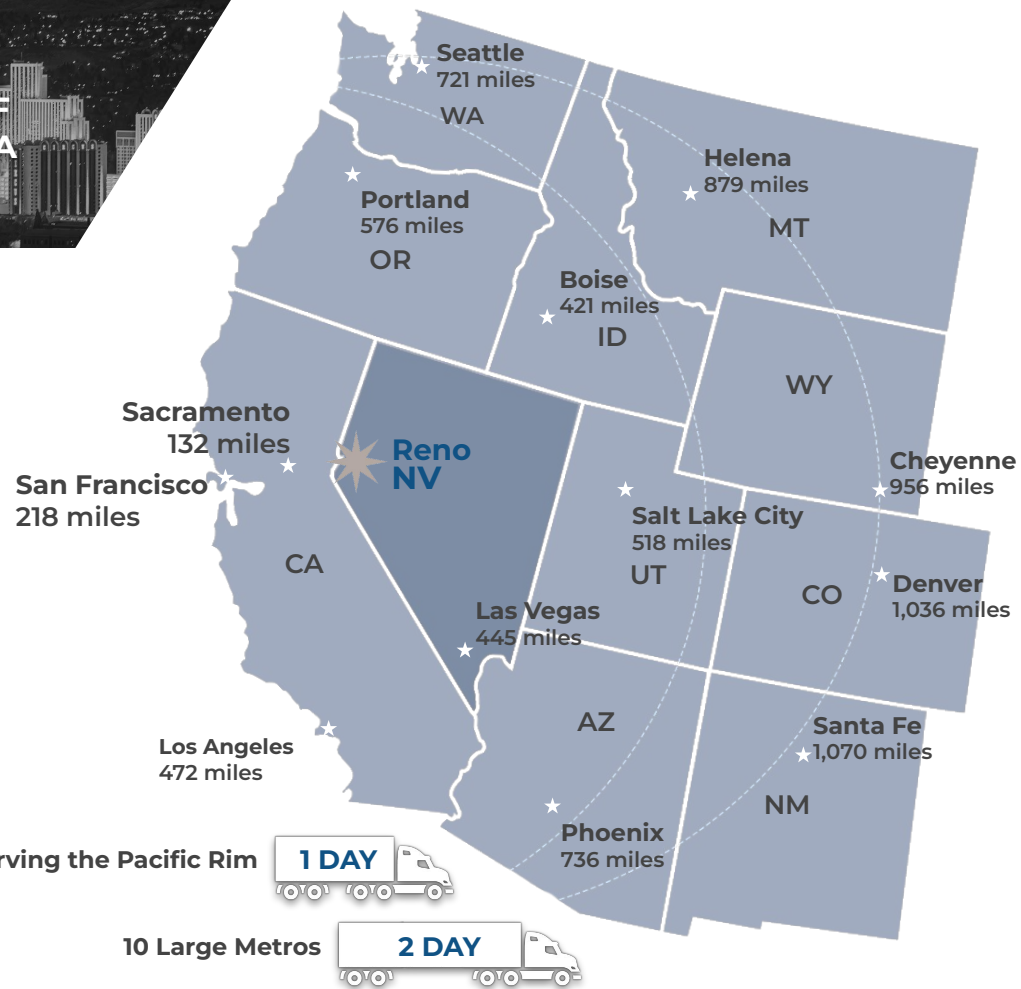 F
A
Seattle
721 miles
WA
Helena
879 miles
MT
Portland
576 miles
OR
Boise
421 miles
ID
WY
Sacramento
132 miles
Reno
NV
San Francisco
218 miles
Cheyenne
956 miles
Salt Lake City
518 miles
UT
CA
CO
Denver
1,036 miles
Las Vegas
445 miles
AZ
Santa Fe
1,070 miles
NM
Los Angeles
472 miles
Phoenix
736 miles
rving the Pacific Rim
1 DAY
10 Large Metros
2 DAY